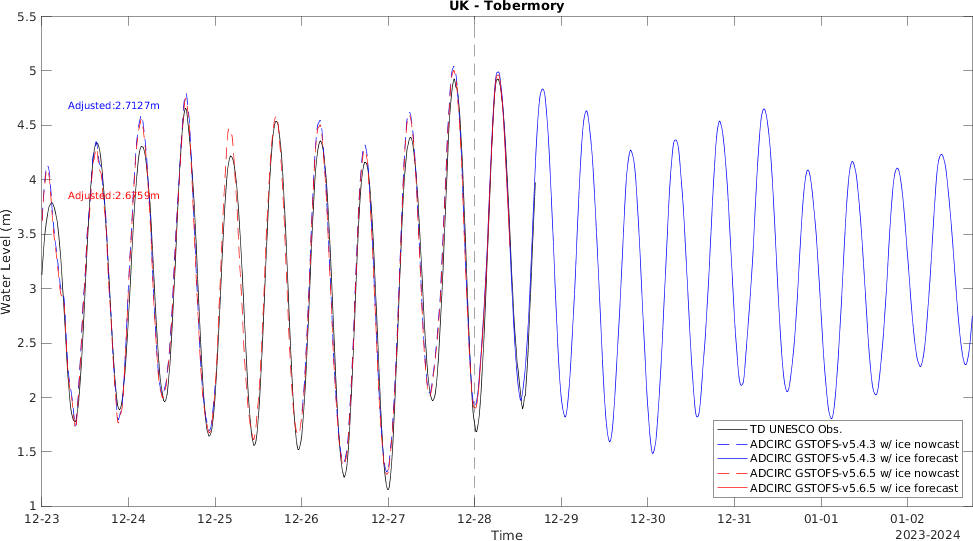 UK - Tobermory
5.5
5
4.5
4
3.5
3
2.5
2
1.5
1
Water Level (m)
Adjusted:2.7127m
Adjusted:2.6759m
TD UNESCO Obs.
ADCIRC GSTOFS-v5.4.3 w/ ice nowcast
ADCIRC GSTOFS-v5.4.3 w/ ice forecast
ADCIRC GSTOFS-v5.6.5 w/ ice nowcast
ADCIRC GSTOFS-v5.6.5 w/ ice forecast
12-23 12-24 12-25 12-26 12-27 12-28 12-29 12-30 12-31 01-01 01-02
Time
2023-2024